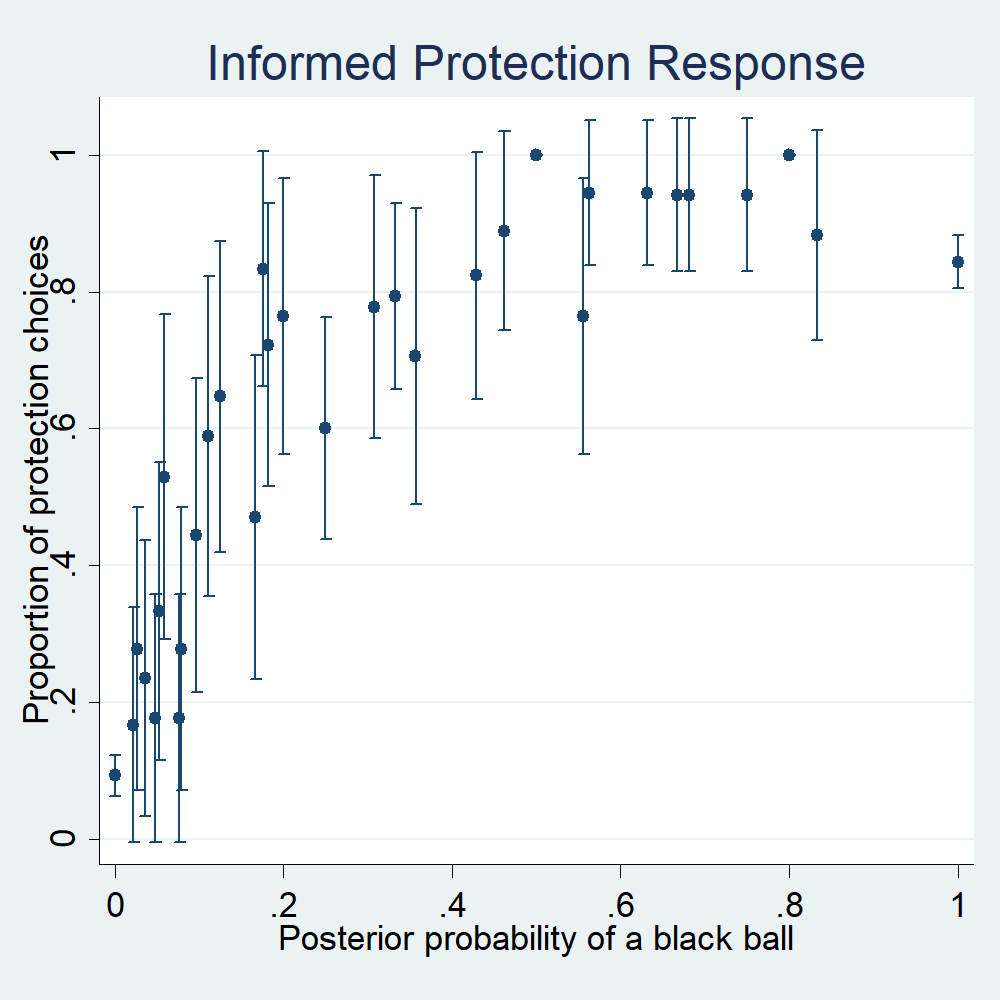 Informed Protection Response
Proportion of protection choices
1
.8
.6
.4
.2
0
0 .2 .4 .6 .8 1
Posterior probability of a black ball